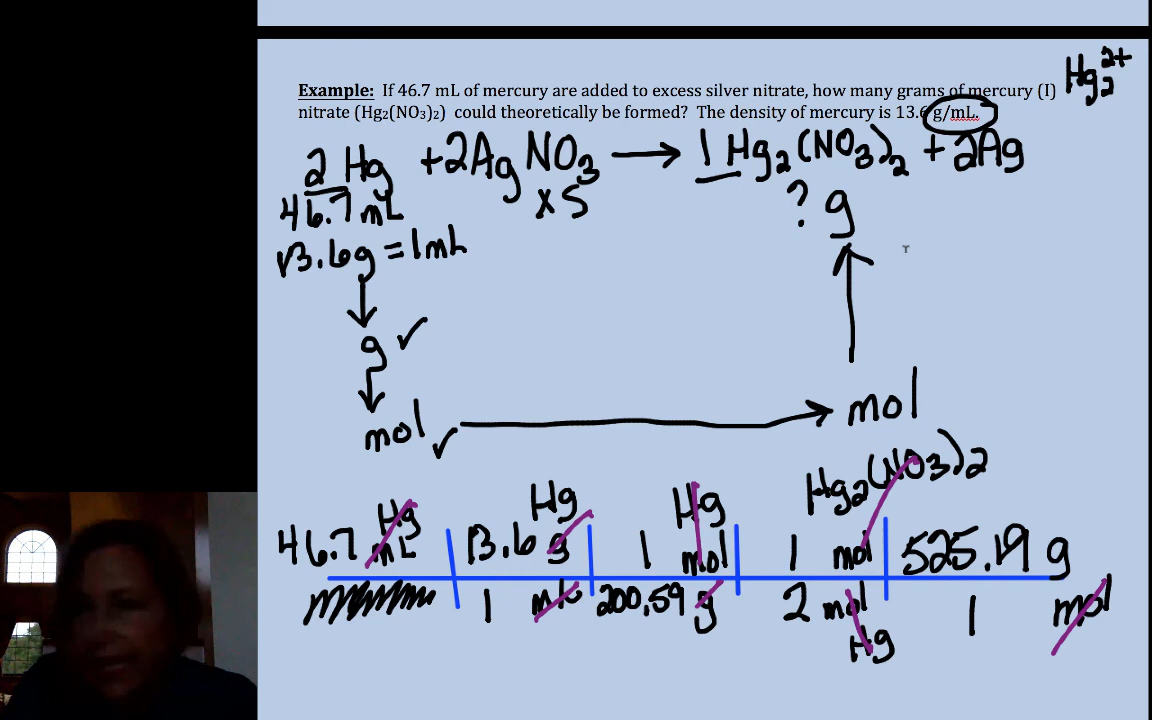 Example: If 46.7 mL of mercury are added to excess silver nitrate, how many grams of mercury (I)
nitrate (Hg₂(NO₃)₂) could theoretically be formed? The density of mercury is 13.6 g/mL.
Hg₂²⁺
2 Hg + 2AgNO₃ → 1 Hg₂(NO₃)₂ + 2Ag
46.7 mL xs ? g
13.6g = 1mL
g ✓
mol ✓ → mol
Hg Hg Hg Hg₂(NO₃)₂
46.7 mL 13.6 g 1 mol 1 mol 525.19 g
1 mL 200.59 g 2 mol 1 mol
Hg